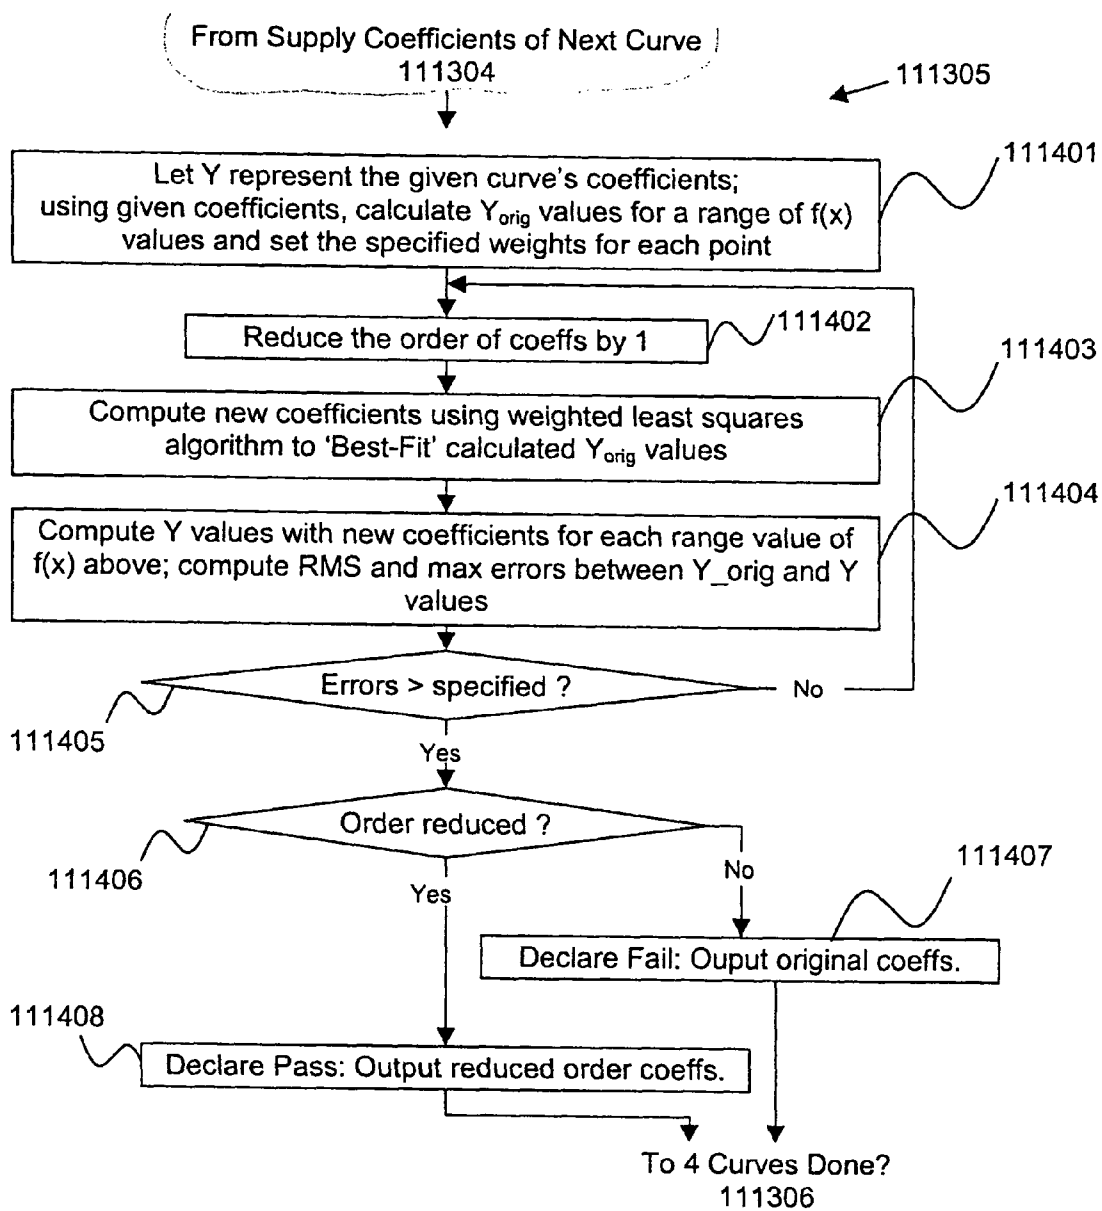 From Supply Coefficients of Next Curve
111304
111305
111401
Let Y represent the given curve's coefficients;
using given coefficients, calculate Yorig values for a range of f(x)
values and set the specified weights for each point
111402
Reduce the order of coeffs by 1
111403
Compute new coefficients using weighted least squares
algorithm to 'Best-Fit' calculated Yorig values
111404
Compute Y values with new coefficients for each range value of
f(x) above; compute RMS and max errors between Y_orig and Y
values
Errors > specified ?
No
111405
Yes
Order reduced ?
111406
No
111407
Yes
Declare Fail: Ouput original coeffs.
111408
Declare Pass: Output reduced order coeffs.
To 4 Curves Done?
111306